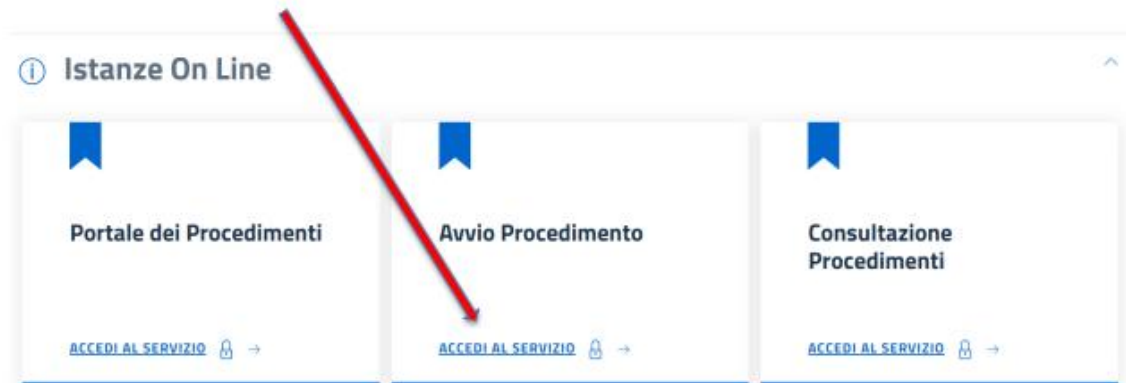 Istanze On Line
Portale dei Procedimenti
ACCEDI AL SERVIZIO
Avvio Procedimento
ACCEDI AL SERVIZIO
Consultazione
Procedimenti
ACCEDI AL SERVIZIO